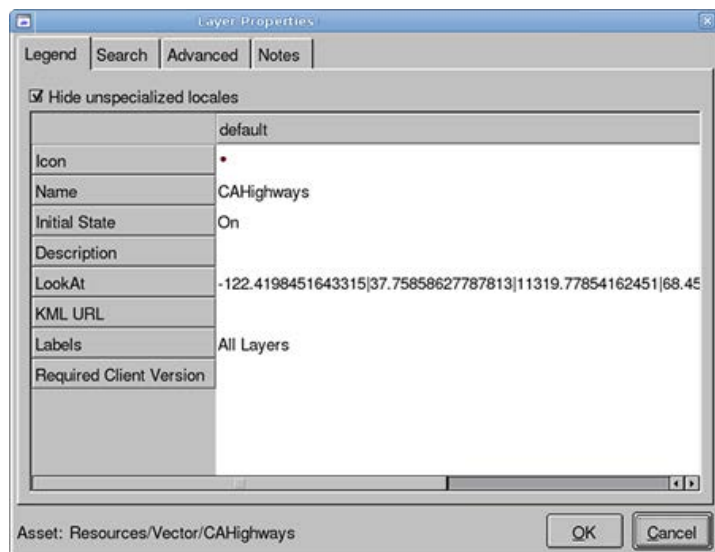 Layer Properties
Legend Search Advanced Notes
Hide unspecialized locales
default
Icon
Name CAHighways
Initial State On
Description
LookAt -122.4198451643315|37.75858627787813|11319.77854162451|68.45
KML URL
Labels All Layers
Required Client Version
Asset: Resources/Vector/CAHighways
OK Cancel